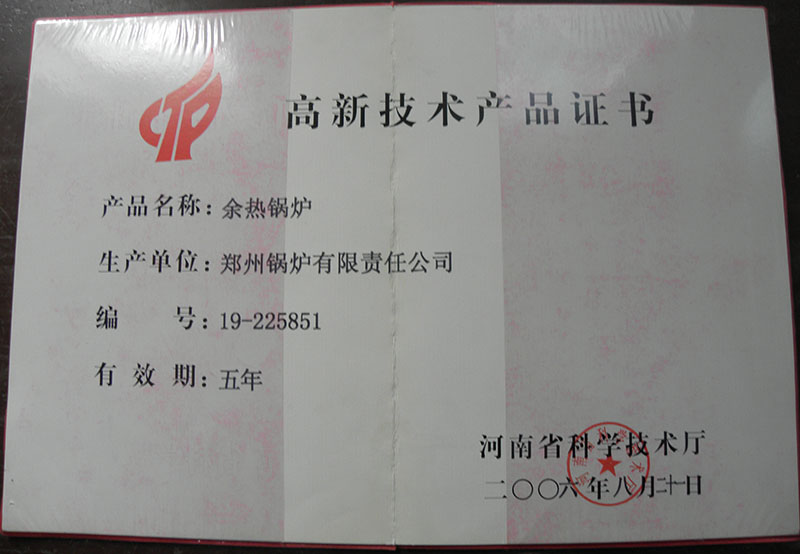 高新技术产品证书
产品名称：余热锅炉
生产单位：郑州锅炉有限责任公司
编 号：19-225851
有 效 期：五年
河南省科学技术厅
二〇〇六年八月二十一日